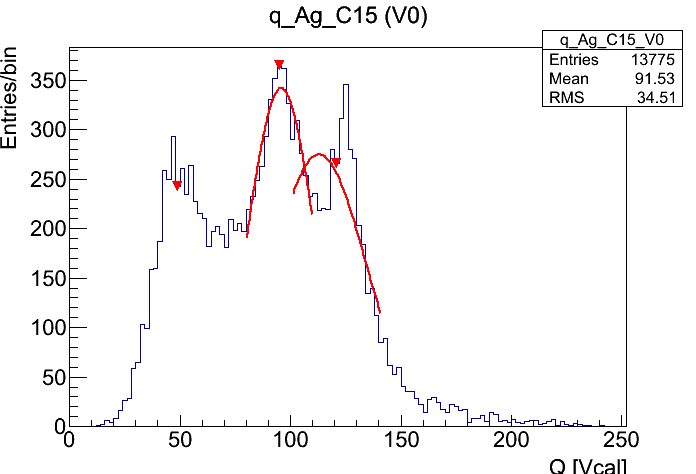 q_Ag_C15 (V0)
q_Ag_C15_V0
Entries 13775
Mean 91.53
RMS 34.51
Entries/bin
350
300
250
200
150
100
50
0
0 50 100 150 200 250
Q [Vcal]